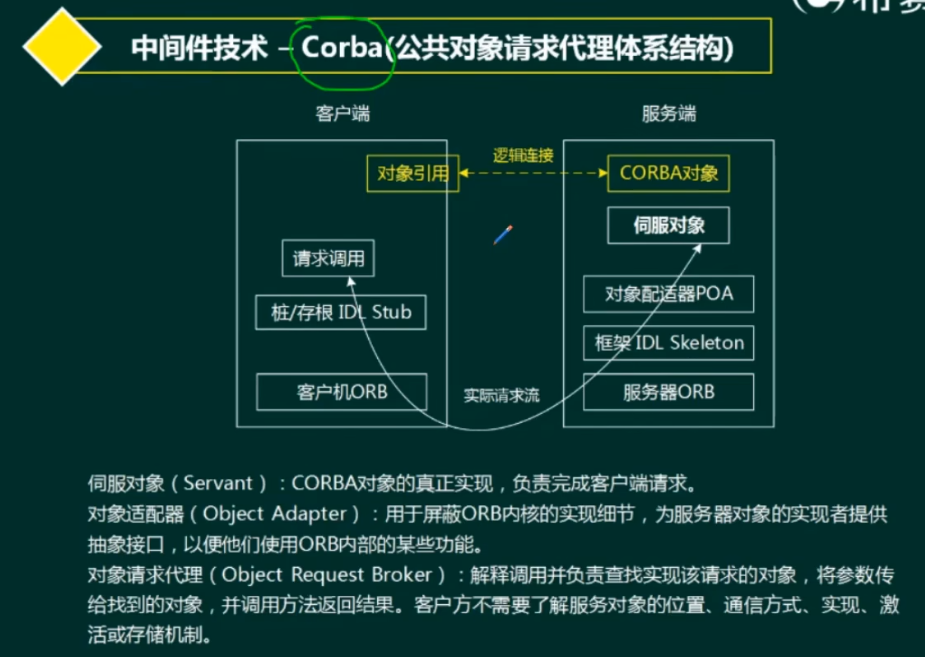 中间件技术 – Corba(公共对象请求代理体系结构)
客户端
服务端
对象引用
逻辑连接
CORBA对象
伺服对象
请求调用
对象配适器POA
桩/存根 IDL Stub
框架 IDL Skeleton
客户机ORB
实际请求流
服务器ORB
伺服对象（Servant）：CORBA对象的真正实现，负责完成客户端请求。
对象适配器（Object Adapter）：用于屏蔽ORB内核的实现细节，为服务器对象的实现者提供
抽象接口，以便他们使用ORB内部的某些功能。
对象请求代理（Object Request Broker）：解释调用并负责查找实现该请求的对象，将参数传
给找到的对象，并调用方法返回结果。客户方不需要了解服务对象的位置、通信方式、实现、激
活或存储机制。